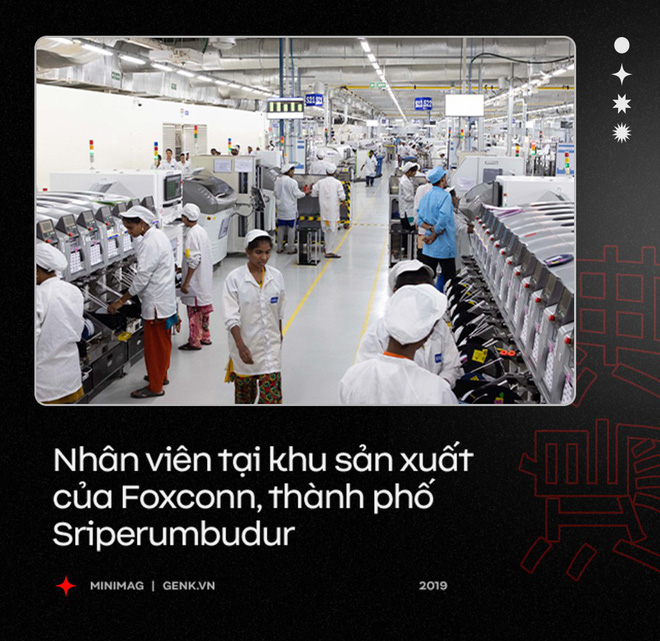 Nhân viên tại khu sản xuất
của Foxconn, thành phố
Sriperumbudur
MINIMAG | GENK.VN
2019